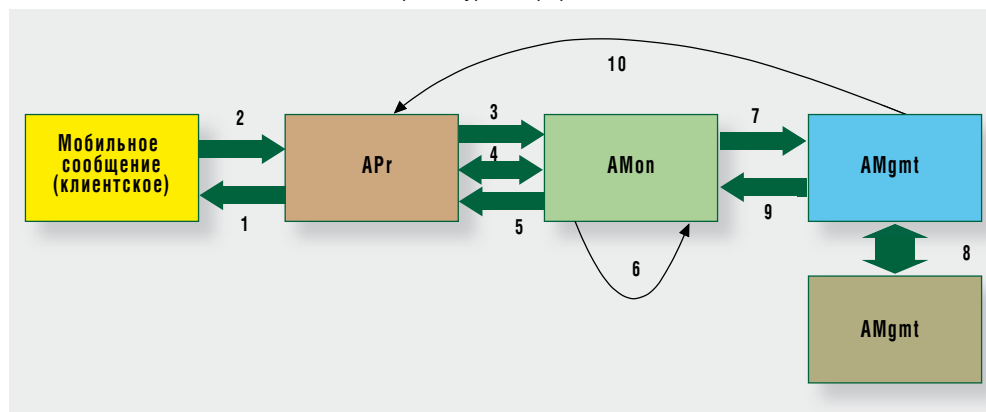 10
2
3
7
Мобильное
сообщение
(клиентское)
APr
4
AMon
AMgmt
1
5
9
6
8
AMgmt